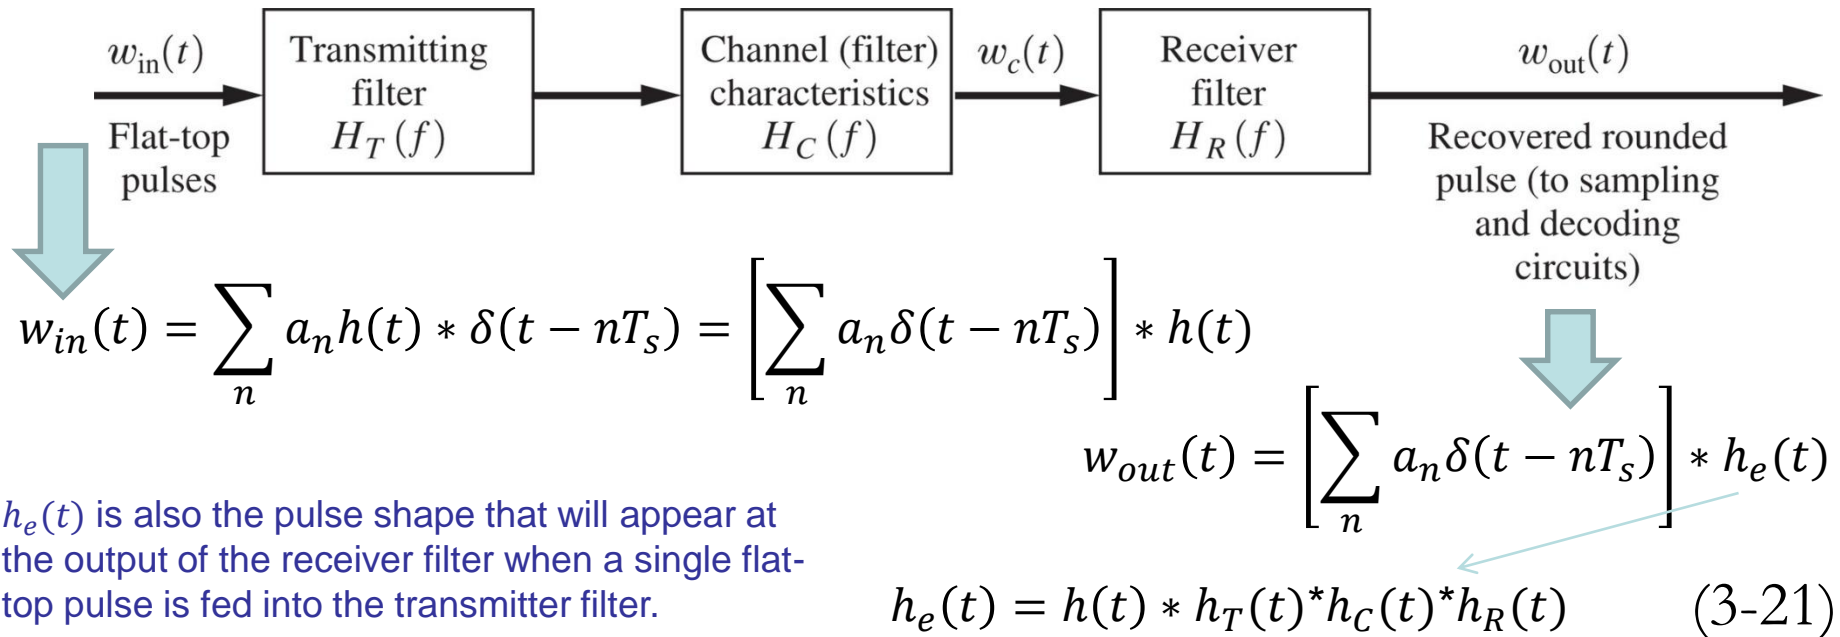 w_in(t)
Flat-top
pulses
Transmitting
filter
H_T(f)
Channel (filter)
characteristics
H_C(f)
w_c(t)
Receiver
filter
H_R(f)
w_out(t)
Recovered rounded
pulse (to sampling
and decoding
circuits)
w_in(t) = ∑_n a_n h(t) ∗ δ(t − nT_s) = [∑_n a_n δ(t − nT_s)] ∗ h(t)
w_out(t) = [∑_n a_n δ(t − nT_s)] ∗ h_e(t)
h_e(t) is also the pulse shape that will appear at
the output of the receiver filter when a single flat-
top pulse is fed into the transmitter filter.
h_e(t) = h(t) ∗ h_T(t)*h_C(t)*h_R(t) (3-21)